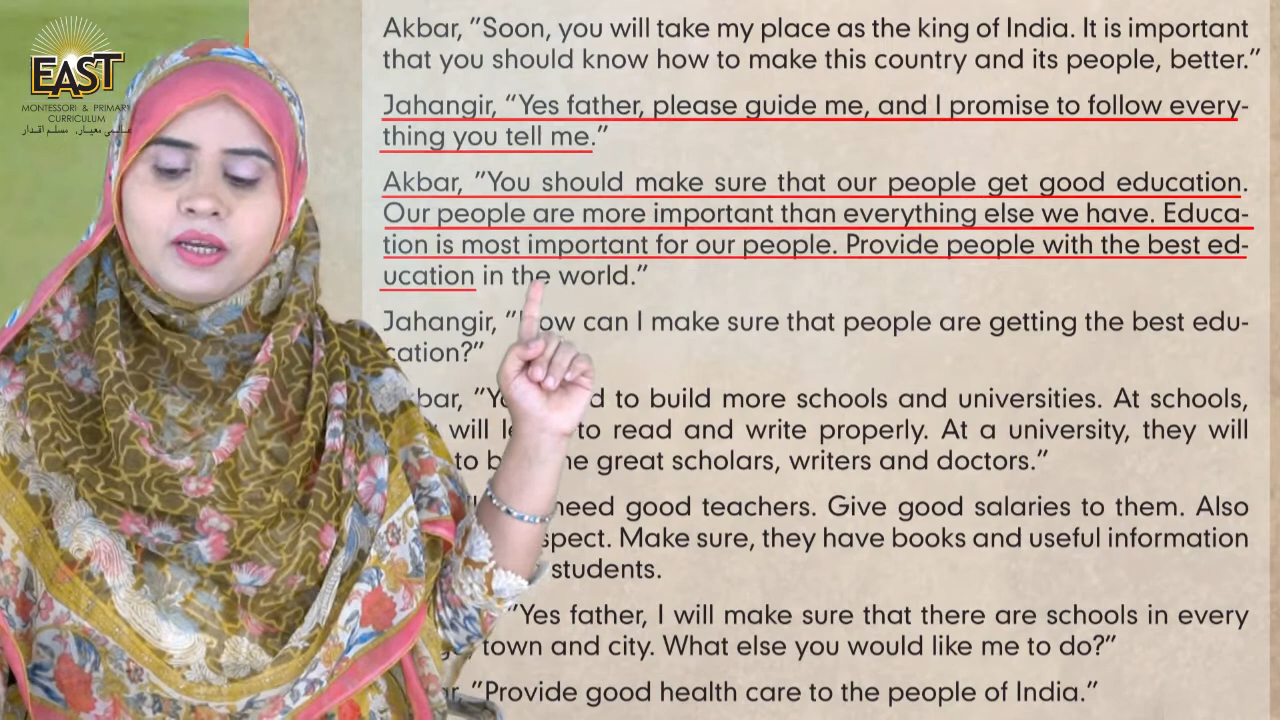 EAST
MONTESSORI & PRIMARY
CURRICULUM
عالمی معیار، مسلم اقدار
Akbar, ”Soon, you will take my place as the king of India. It is important
that you should know how to make this country and its people, better.”
Jahangir, “Yes father, please guide me, and I promise to follow every-
thing you tell me.”
Akbar, ”You should make sure that our people get good education.
Our people are more important than everything else we have. Educa-
tion is most important for our people. Provide people with the best ed-
ucation in the world.”
Jahangir, ”How can I make sure that people are getting the best edu-
cation?”
to build more schools and universities. At schools,
will to read and write properly. At a university, they will
to great scholars, writers and doctors.”
need good teachers. Give good salaries to them. Also
Make sure, they have books and useful information
students.
”Yes father, I will make sure that there are schools in every
town and city. What else you would like me to do?”
”Provide good health care to the people of India.”